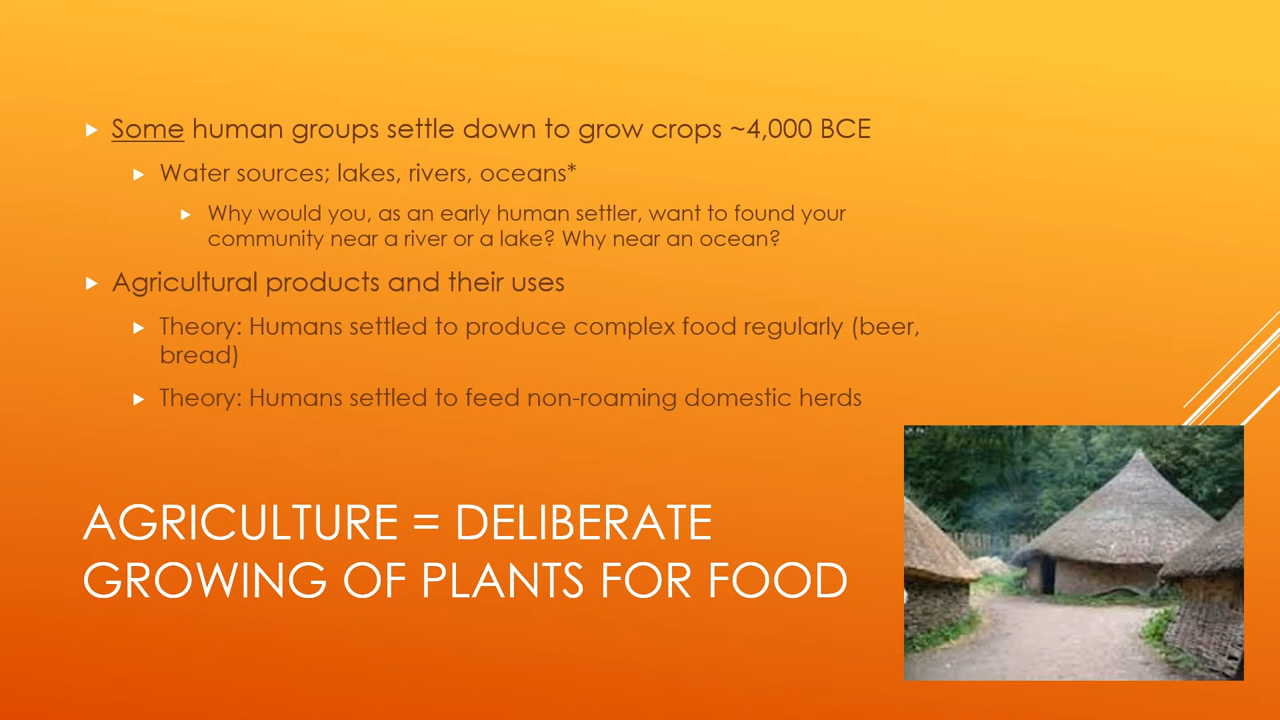 Some human groups settle down to grow crops ~4,000 BCE
Water sources; lakes, rivers, oceans*
Why would you, as an early human settler, want to found your
community near a river or a lake? Why near an ocean?
Agricultural products and their uses
Theory: Humans settled to produce complex food regularly (beer,
bread)
Theory: Humans settled to feed non-roaming domestic herds
AGRICULTURE = DELIBERATE
GROWING OF PLANTS FOR FOOD